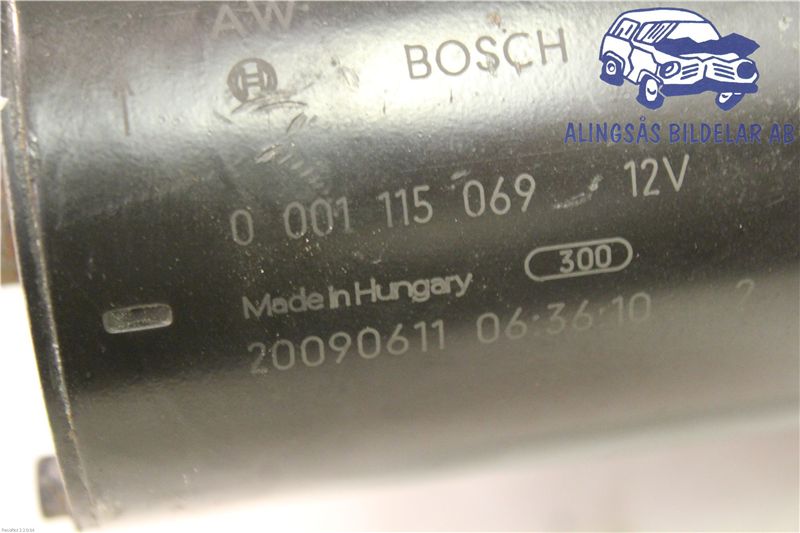 AW
BOSCH
ALINGSÅS BILDELAR AB
0 001 115 069 12V
300
Made in Hungary
20090611 06:36:10 2